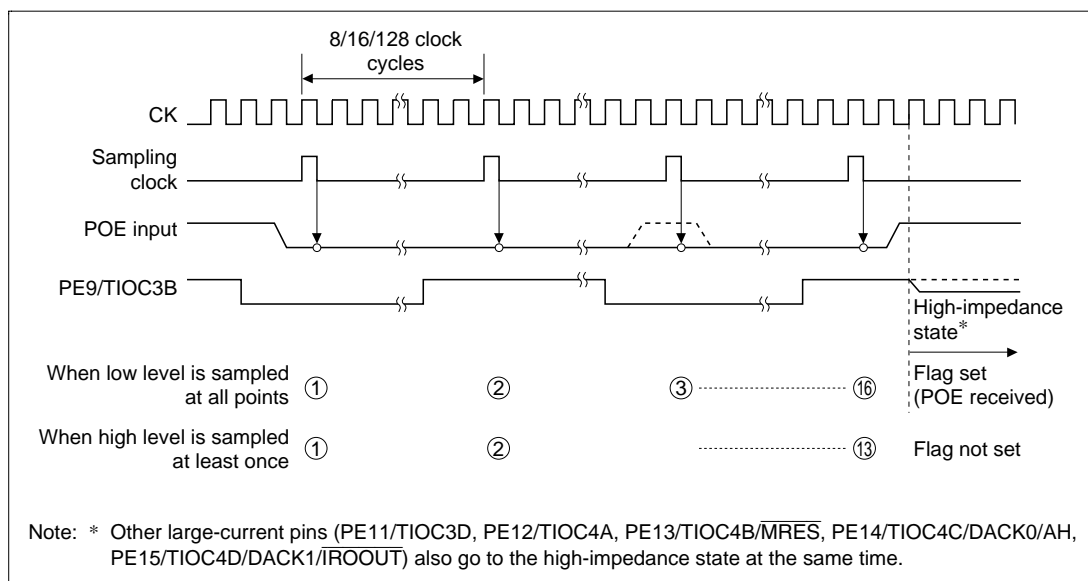 8/16/128 clock
cycles
CK
Sampling
clock
POE input
PE9/TIOC3B
High-impedance
state*
When low level is sampled
at all points
① ② ③ ⑯
Flag set
(POE received)
When high level is sampled
at least once
① ② ⑬
Flag not set
Note: * Other large-current pins (PE11/TIOC3D, PE12/TIOC4A, PE13/TIOC4B/MRES, PE14/TIOC4C/DACK0/AH,
PE15/TIOC4D/DACK1/IROOUT) also go to the high-impedance state at the same time.